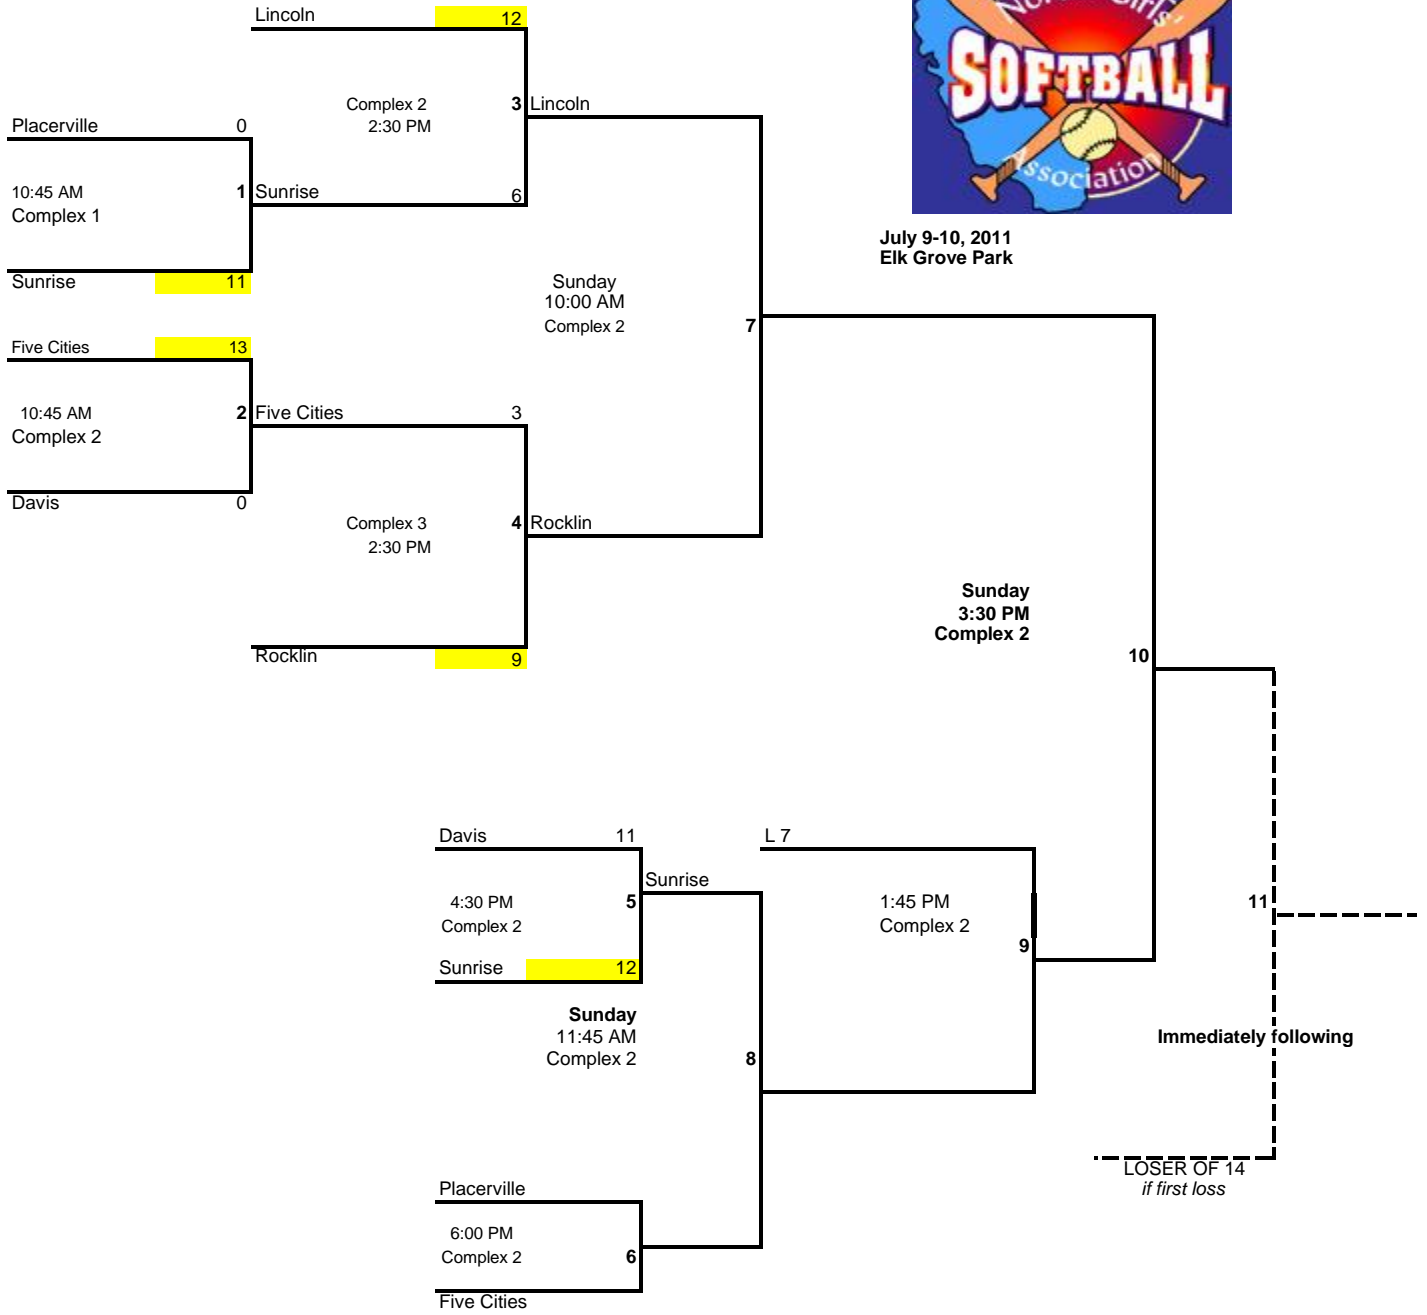 Lincoln 12
Nor Girls'
SOFTBALL
Association
July 9-10, 2011
Elk Grove Park
Complex 2 3 Lincoln
2:30 PM
Placerville 0
10:45 AM 1 Sunrise 6
Complex 1
Sunrise 11
Sunday
10:00 AM
Complex 2 7
Five Cities 13
10:45 AM 2 Five Cities 3
Complex 2
Davis 0
Complex 3 4 Rocklin
2:30 PM
Rocklin 9
Sunday
3:30 PM
Complex 2
10
Davis 11
L 7
Sunrise
4:30 PM 5
Complex 2
1:45 PM
Complex 2
9
11
Sunrise 12
Sunday
11:45 AM
Complex 2 8
Immediately following
LOSER OF 14
if first loss
Placerville
6:00 PM
Complex 2 6
Five Cities